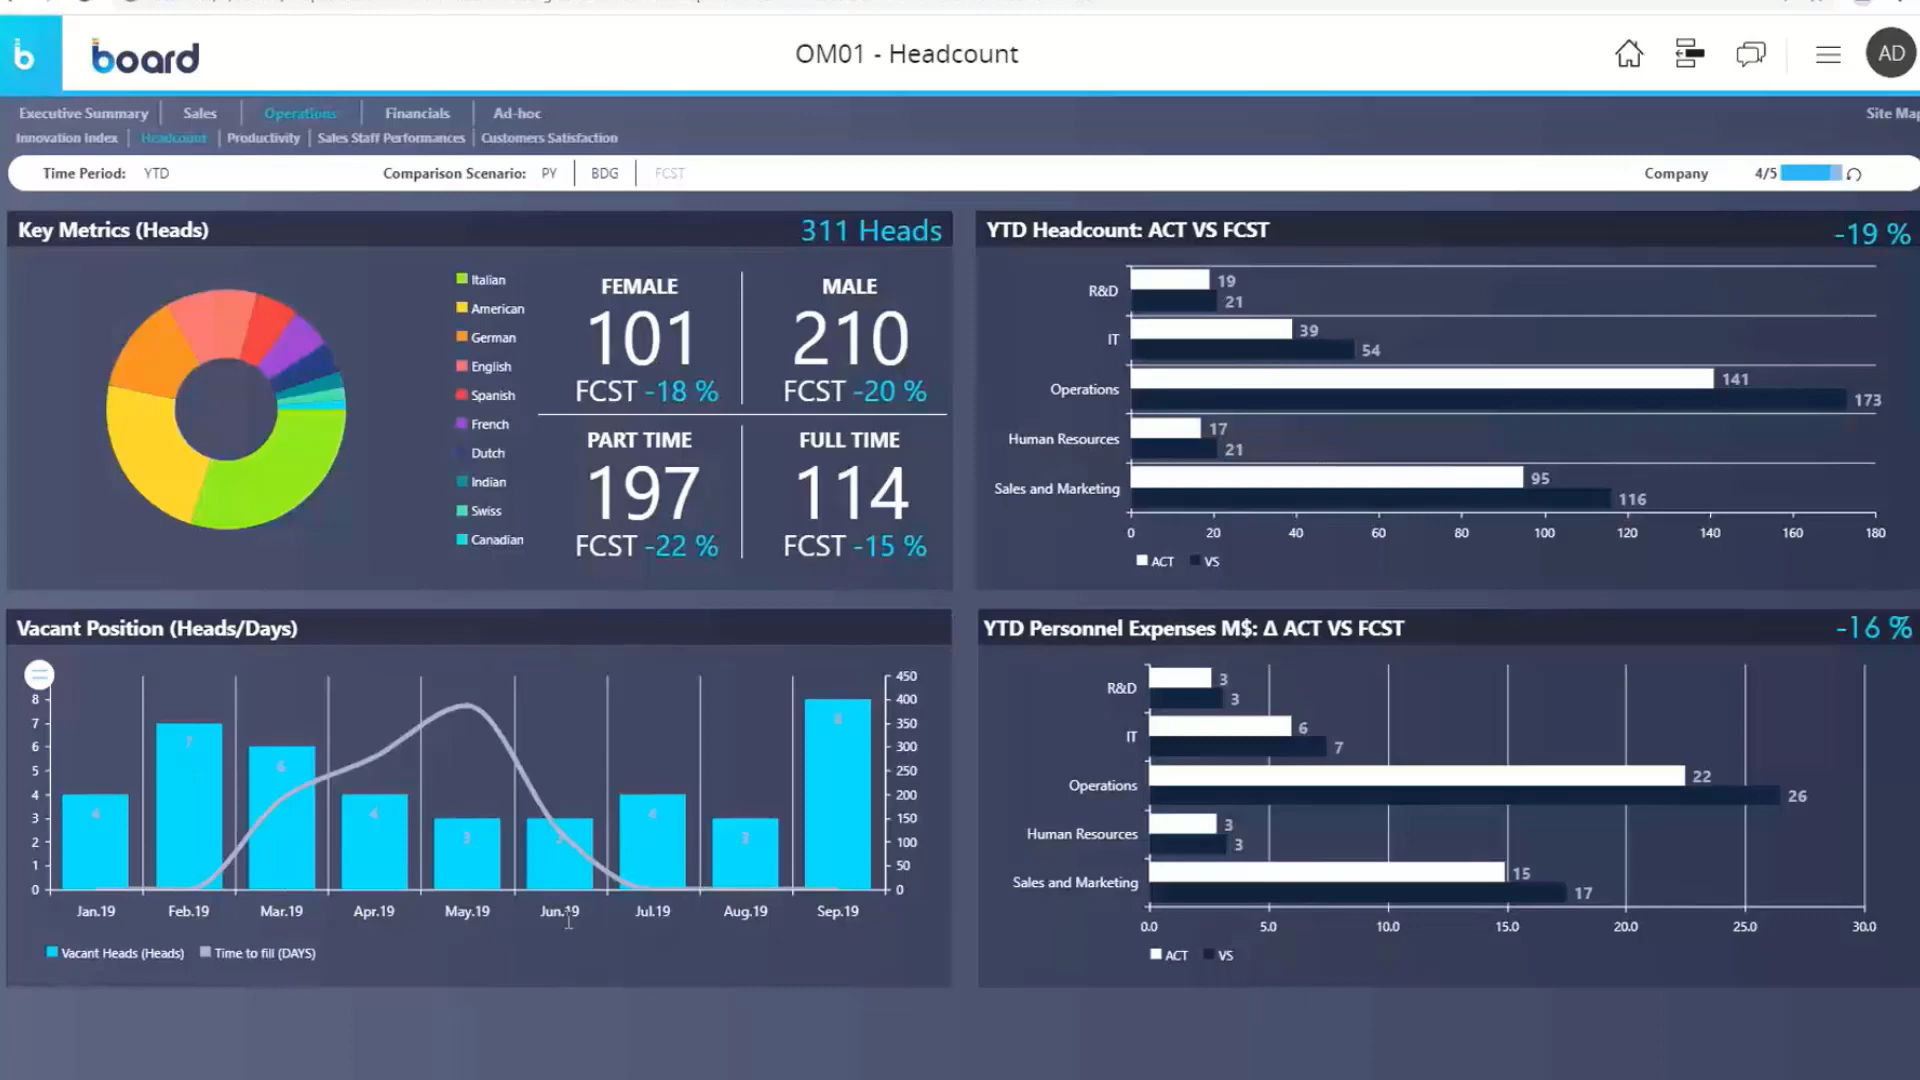 b board
OM01 - Headcount
AD
Executive Summary Sales Operations Financials Ad-hoc
Site Map
Innovation Index Headcount Productivity Sales Staff Performances Customers Satisfaction
Time Period: YTD Comparison Scenario: PY BDG FCST Company 4/5
Key Metrics (Heads) 311 Heads
Italian
American
German
English
Spanish
French
Dutch
Indian
Swiss
Canadian
FEMALE
101
FCST -18 %
MALE
210
FCST -20 %
PART TIME
197
FCST -22 %
FULL TIME
114
FCST -15 %
YTD Headcount: ACT VS FCST -19 %
R&D 19
21
IT 39
54
Operations 141
173
Human Resources 17
21
Sales and Marketing 95
116
0 20 40 60 80 100 120 140 160 180
ACT VS
Vacant Position (Heads/Days)
8
7
6
5
4
3
2
1
0
4 7 6 4 3 3 4 3 8
450
400
350
300
250
200
150
100
50
0
Jan.19 Feb.19 Mar.19 Apr.19 May.19 Jun.19 Jul.19 Aug.19 Sep.19
Vacant Heads (Heads) Time to fill (DAYS)
YTD Personnel Expenses M$: Δ ACT VS FCST -16 %
R&D 3
3
IT 6
7
Operations 22
26
Human Resources 3
3
Sales and Marketing 15
17
0.0 5.0 10.0 15.0 20.0 25.0 30.0
ACT VS